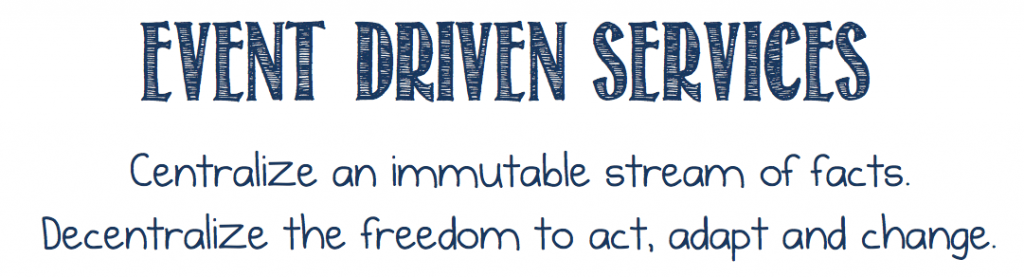 EVENT DRIVEN SERVICES
Centralize an immutable stream of facts.
Decentralize the freedom to act, adapt and change.